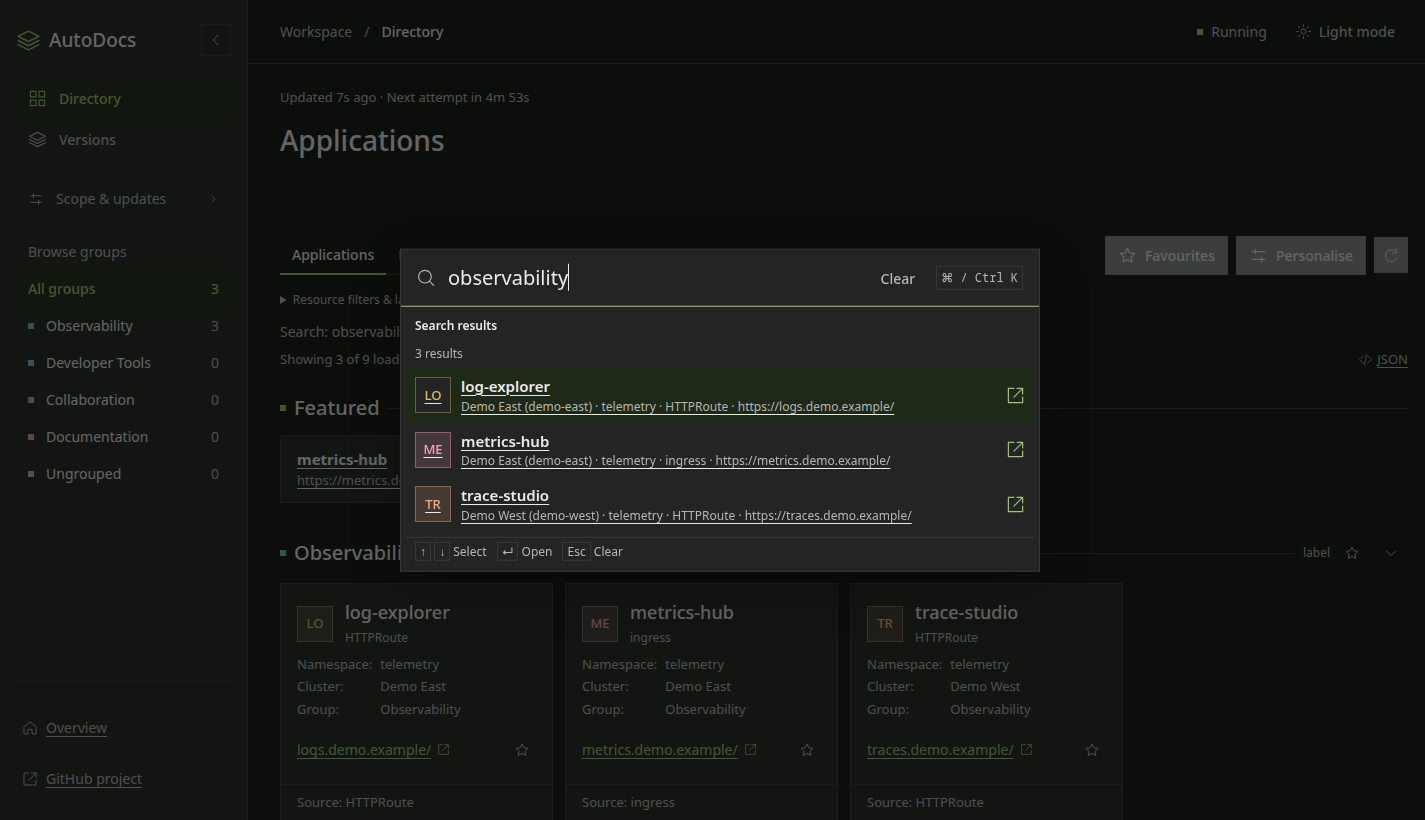 AutoDocs
Directory
Versions
Scope & updates
Browse groups
All groups 3
Observability 3
Developer Tools 0
Collaboration 0
Documentation 0
Ungrouped 0
Overview
GitHub project
Workspace / Directory
Running
Light mode
Updated 7s ago · Next attempt in 4m 53s
Applications
Applications
Favourites
Personalise
Resource filters & la
Search: observabil
Showing 3 of 9 load
JSON
Featured
metrics-hub
https://metrics.d
observability
Clear
⌘ / Ctrl K
Search results
3 results
LO
log-explorer
Demo East (demo-east) · telemetry · HTTPRoute · https://logs.demo.example/
ME
metrics-hub
Demo East (demo-east) · telemetry · ingress · https://metrics.demo.example/
TR
trace-studio
Demo West (demo-west) · telemetry · HTTPRoute · https://traces.demo.example/
↑ ↓ Select ↵ Open Esc Clear
Observabili
label
LO
log-explorer
HTTPRoute
Namespace: telemetry
Cluster: Demo East
Group: Observability
logs.demo.example/
Source: HTTPRoute
ME
metrics-hub
ingress
Namespace: telemetry
Cluster: Demo East
Group: Observability
metrics.demo.example/
Source: ingress
TR
trace-studio
HTTPRoute
Namespace: telemetry
Cluster: Demo West
Group: Observability
traces.demo.example/
Source: HTTPRoute